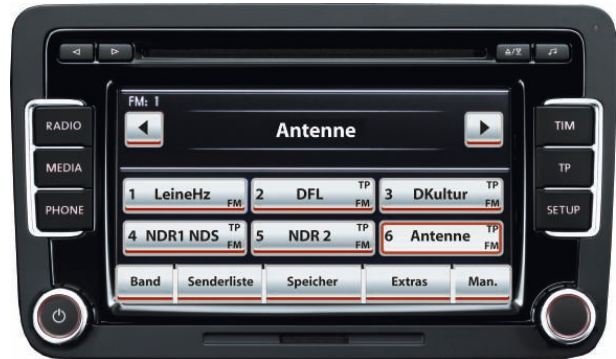 FM: 1
Antenne
RADIO
MEDIA
PHONE
TIM
TP
SETUP
1 LeineHz FM
2 DFL TP FM
3 DKultur TP FM
4 NDR1 NDS TP FM
5 NDR 2 TP FM
6 Antenne TP FM
Band Senderliste Speicher Extras Man.